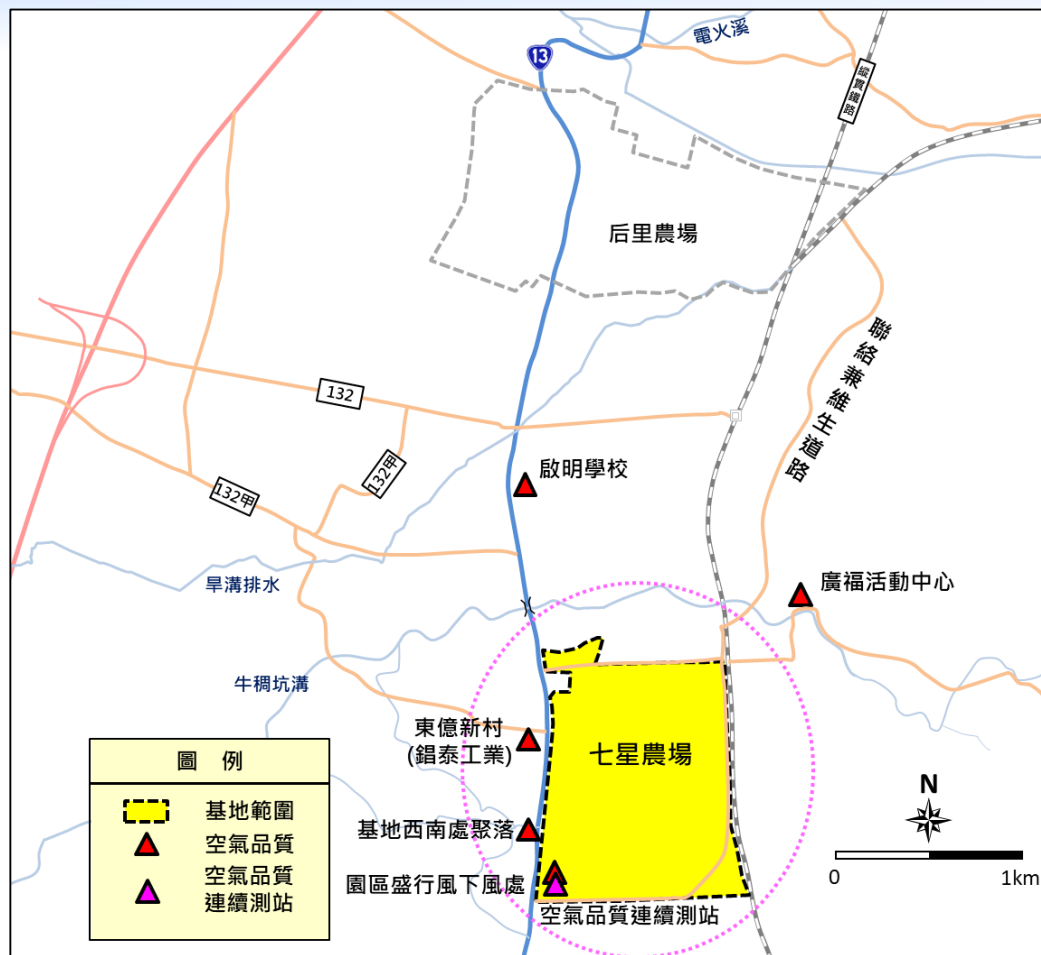 電火溪
13
縱貫鐵路
后里農場
聯絡兼維生道路
132
132甲
132甲
啟明學校
旱溝排水
廣福活動中心
牛稠坑溝
東億新村
(錩泰工業)
七星農場
基地西南處聚落
園區盛行風下風處
空氣品質連續測站
圖 例
基地範圍
空氣品質
空氣品質
連續測站
N
0
1km